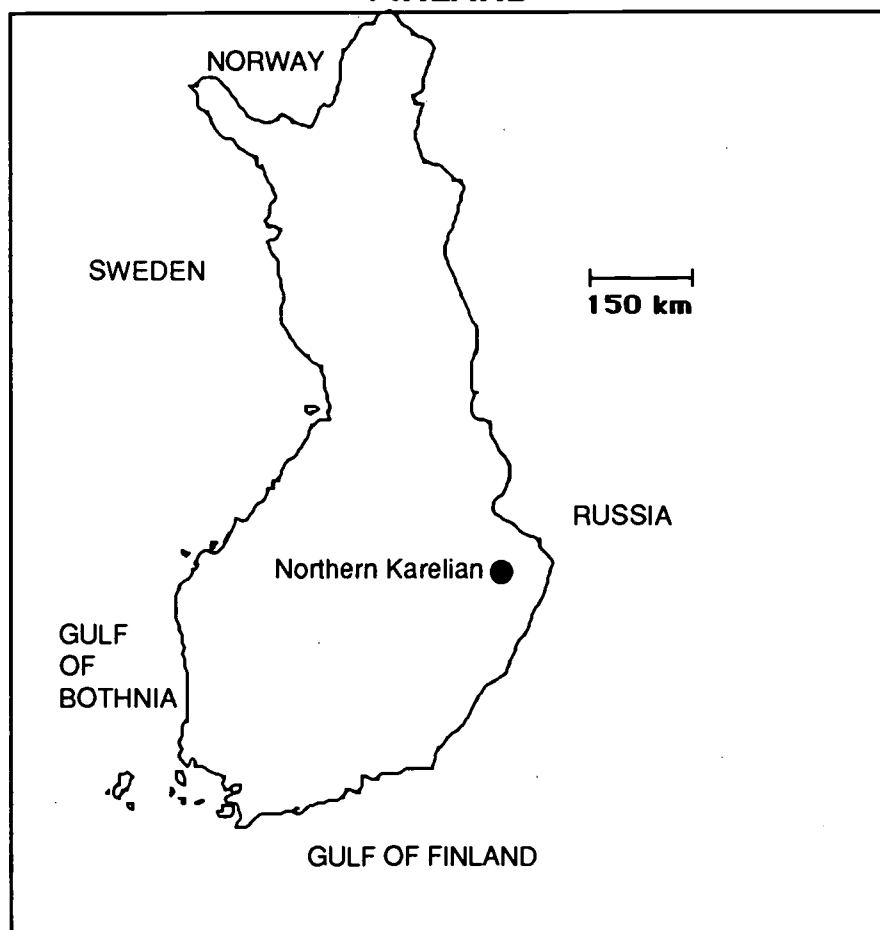 NORWAY
SWEDEN
150 km
RUSSIA
Northern Karelian
GULF
OF
BOTHNIA
GULF OF FINLAND